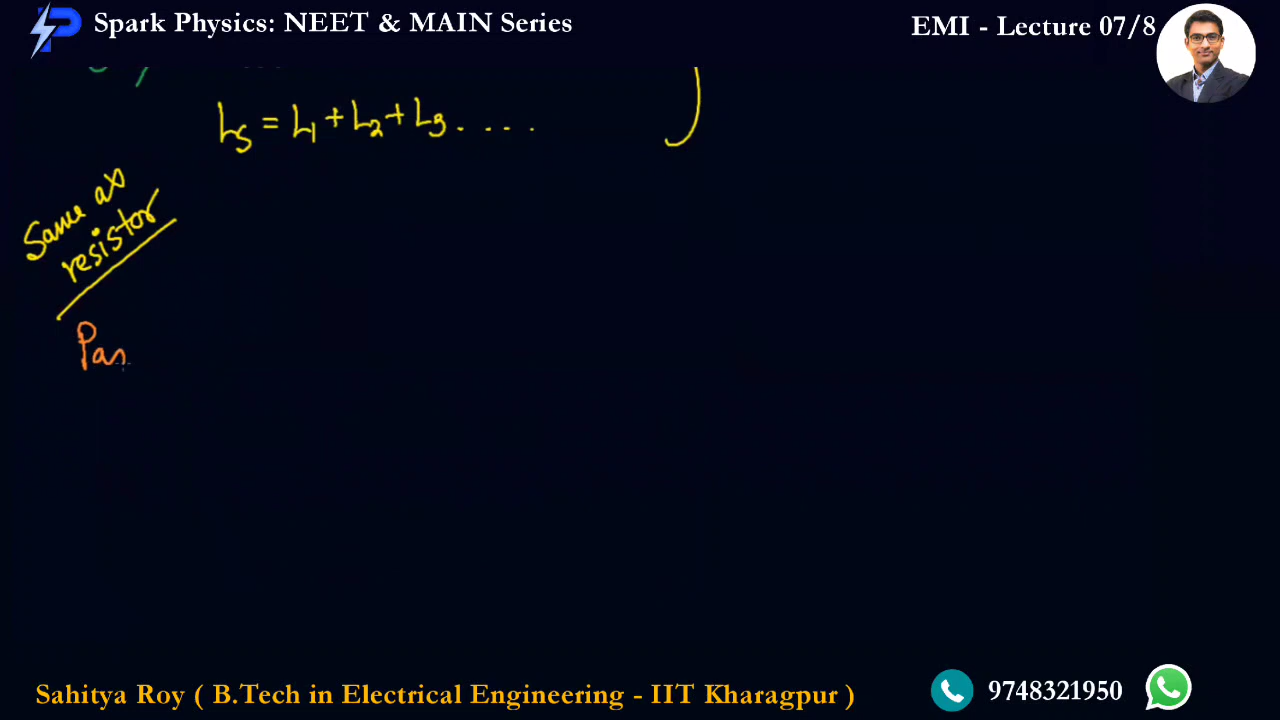 Spark Physics: NEET & MAIN Series
EMI - Lecture 07/8
Ls = L1 + L2 + L3 . . . .
Same as
resistor
Par
Sahitya Roy ( B.Tech in Electrical Engineering - IIT Kharagpur )
9748321950